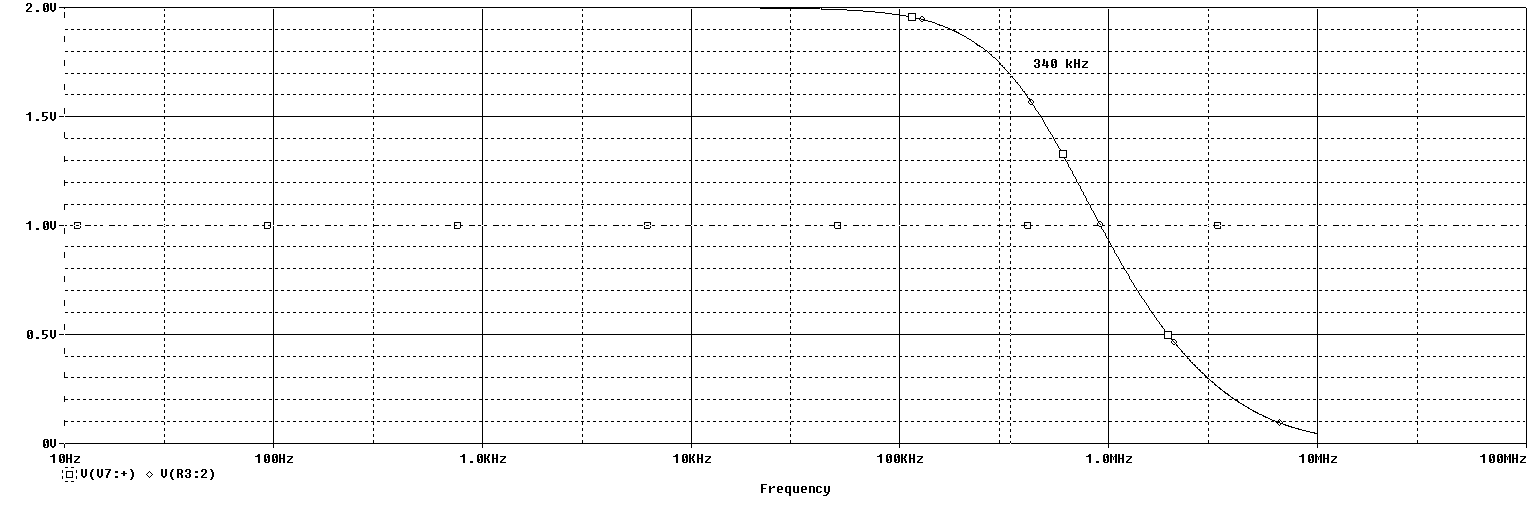 2.0V
340 kHz
1.5V
1.0V
0.5V
0V
10Hz 100Hz 1.0KHz 10KHz 100KHz 1.0MHz 10MHz 100MHz
V(V7:+) V(R3:2)
Frequency